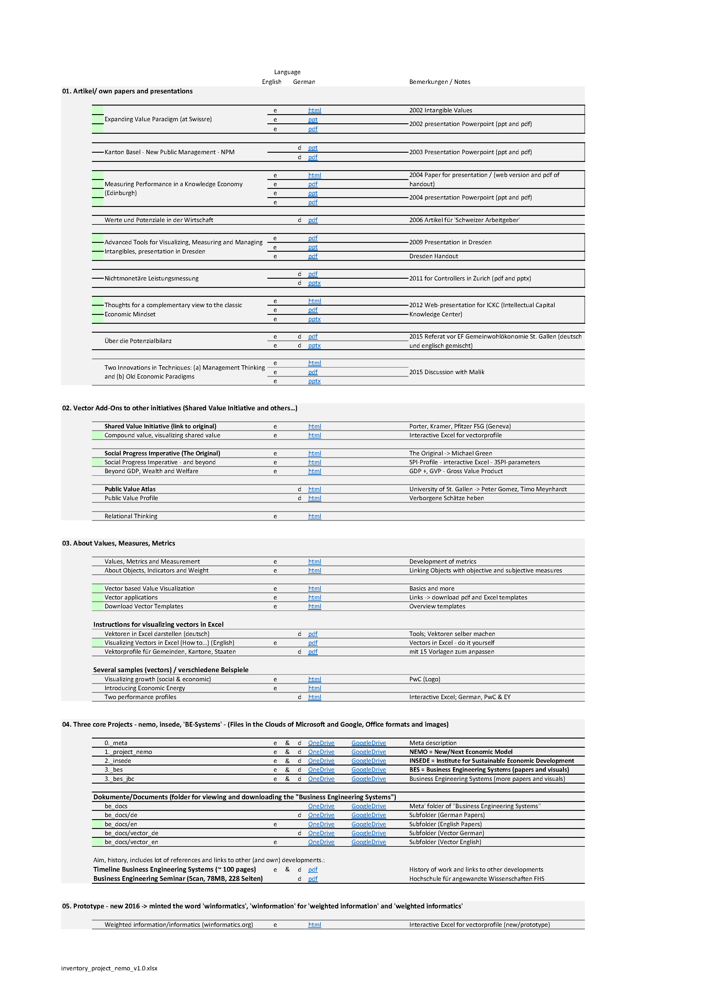 Language
English German Bemerkungen / Notes
01. Artikel/ own papers and presentations
e html 2002 Intangible Values
Expanding Value Paradigm (at Swissre) e ppt
2002 presentation Powerpoint (ppt and pdf)
e pdf
d ppt
Kanton Basel - New Public Management - NPM 2003 Presentation Powerpoint (ppt and pdf)
d pdf
e html 2004 Paper for presentation / (web version and pdf of
Measuring Performance in a Knowledge Economy e pdf handout)
(Edinburgh) e ppt
2004 presentation Powerpoint (ppt and pdf)
e pdf
Werte und Potenziale in der Wirtschaft d pdf 2006 Artikel für 'Schweizer Arbeitgeber'
e pdf
Advanced Tools for Visualizing, Measuring and Managing 2009 Presentation in Dresden
e ppt
Intangibles, presentation in Dresden
e pdf Dresden Handout
d pdf
Nichtmonetäre Leistungsmessung 2011 for Controllers in Zurich (pdf and pptx)
d pptx
e html
Thoughts for a complementary view to the classic 2012 Web-presentation for ICKC (Intellectual Capital
e pdf
Economic Mindset Knowledge Center)
e pptx
e d pdf 2015 Referat vor EF Gemeinwohlökonomie St. Gallen (deutsch
Über die Potenzialbilanz
e d pptx und englisch gemischt)
e html
Two Innovations in Techniques: (a) Management Thinking
e pdf 2015 Discussion with Malik
and (b) Old Economic Paradigms
e pptx
02. Vector Add-Ons to other initiatives (Shared Value Initiative and others...)
Shared Value Initiative (link to original) e html Porter, Kramer, Pfitzer FSG (Geneva)
Compound value, visualizing shared value e html Interactive Excel for vectorprofile
Social Progress Imperative (The Original) e html The Original -> Michael Green
Social Progress Imperative - and beyond e html SPI-Profile - interactive Excel - 3SPI-parameters
Beyond GDP, Wealth and Welfare e html GDP +, GVP - Gross Value Product
Public Value Atlas d html University of St. Gallen -> Peter Gomez, Timo Meynhardt
Public Value Profile d html Verborgene Schätze heben
Relational Thinking e html
03. About Values, Measures, Metrics
Values, Metrics and Measurement e html Development of metrics
About Objects, Indicators and Weight e html Linking Objects with objective and subjective measures
Vector based Value Visualization e html Basics and more
Vector applications e html Links -> download pdf and Excel templates
Download Vector Templates e html Overview templates
Instructions for visualizing vectors in Excel
Vektoren in Excel darstellen (deutsch) d pdf Tools; Vektoren selber machen
Visualizing Vectors in Excel (How to...) (English) e pdf Vectors in Excel - do it yourself
Vektorprofile für Gemeinden, Kantone, Staaten d pdf mit 15 Vorlagen zum anpassen
Several samples (vectors) / verschiedene Beispiele
Visualizing growth (social & economic) e html PwC (Logo)
Introducing Economic Energy e html
Two performance profiles d html Interactive Excel; German, PwC & EY
04. Three core Projects - nemo, insede, 'BE-Systems' - (Files in the Clouds of Microsoft and Google, Office formats and images)
0._meta e & d OneDrive GoogleDrive Meta description
1._project_nemo e & d OneDrive GoogleDrive NEMO = New/Next Economic Model
2._insede e & d OneDrive GoogleDrive INSEDE = Institute for Sustainable Economic Development
3._bes e & d OneDrive GoogleDrive BES = Business Engineering Systems (papers and visuals)
3._bes_jbc e & d OneDrive GoogleDrive Business Engineering Systems (more papers and visuals)
Dokumente/Documents (folder for viewing and downloading the "Business Engineering Systems")
be_docs OneDrive GoogleDrive Meta' folder of "Business Engineering Systems"
be_docs/de d OneDrive GoogleDrive Subfolder (German Papers)
be_docs/en e OneDrive GoogleDrive Subfolder (English Papers)
be_docs/vector_de d OneDrive GoogleDrive Subfolder (Vector German)
be_docs/vector_en e OneDrive GoogleDrive Subfolder (Vector English)
Aim, history, includes lot of references and links to other (and own) developments.:
Timeline Business Engineering Systems (~ 100 pages) e & d pdf History of work and links to other developments
Business Engineering Seminar (Scan, 78MB, 228 Seiten) d pdf Hochschule für angewandte Wissenschaften FHS
05. Prototype - new 2016 -> minted the word 'winformatics', 'winformation' for 'weighted information' and 'weighted informatics'
Weighted information/informatics (winformatics.org) e html Interactive Excel for vectorprofile (new/prototype)
inventory_project_nemo_v1.0.xlsx